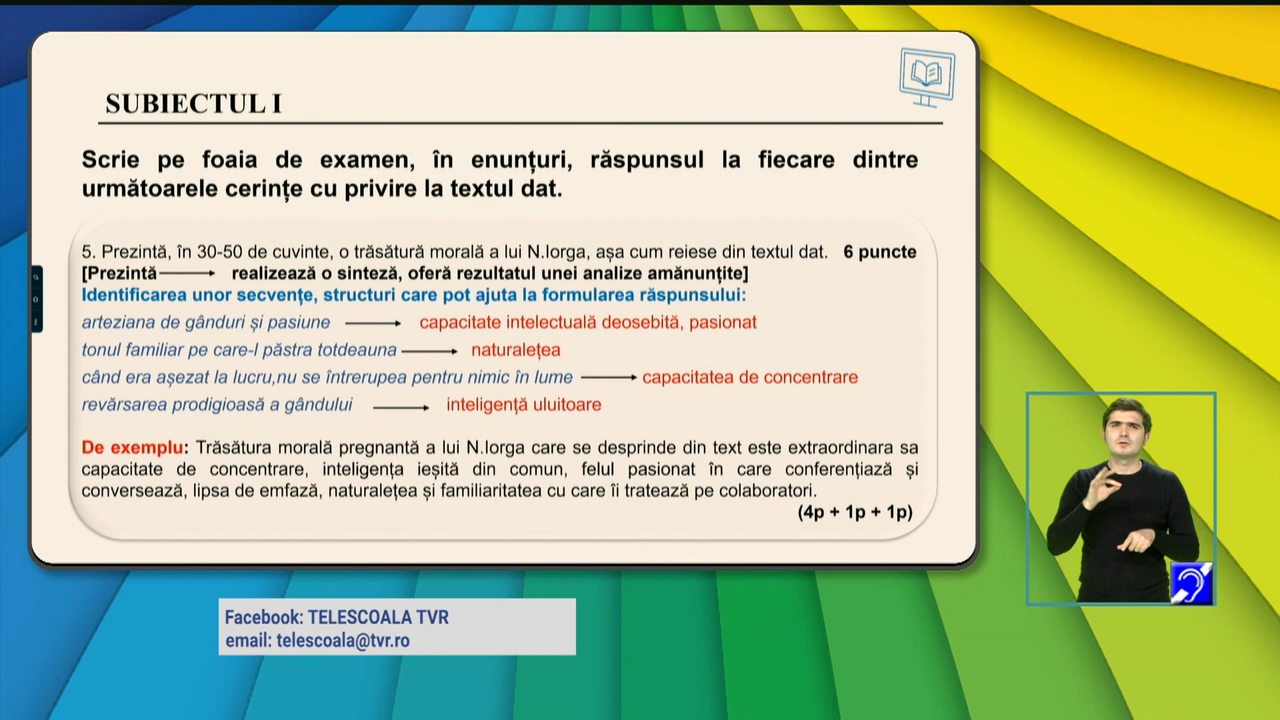 SUBIECTUL I
Scrie pe foaia de examen, în enunțuri, răspunsul la fiecare dintre
următoarele cerințe cu privire la textul dat.
5. Prezintă, în 30-50 de cuvinte, o trăsătură morală a lui N.Iorga, așa cum reiese din textul dat. 6 puncte
[Prezintă → realizează o sinteză, oferă rezultatul unei analize amănunțite]
Identificarea unor secvențe, structuri care pot ajuta la formularea răspunsului:
arteziana de gânduri și pasiune → capacitate intelectuală deosebită, pasionat
tonul familiar pe care-l păstra totdeauna → naturalețea
când era așezat la lucru,nu se întrerupea pentru nimic în lume → capacitatea de concentrare
revărsarea prodigioasă a gândului → inteligență uluitoare
De exemplu: Trăsătura morală pregnantă a lui N.Iorga care se desprinde din text este extraordinara sa
capacitate de concentrare, inteligența ieșită din comun, felul pasionat în care conferențiază și
conversează, lipsa de emfază, naturalețea și familiaritatea cu care îi tratează pe colaboratori.
(4p + 1p + 1p)
Facebook: TELESCOALA TVR
email: telescoala@tvr.ro